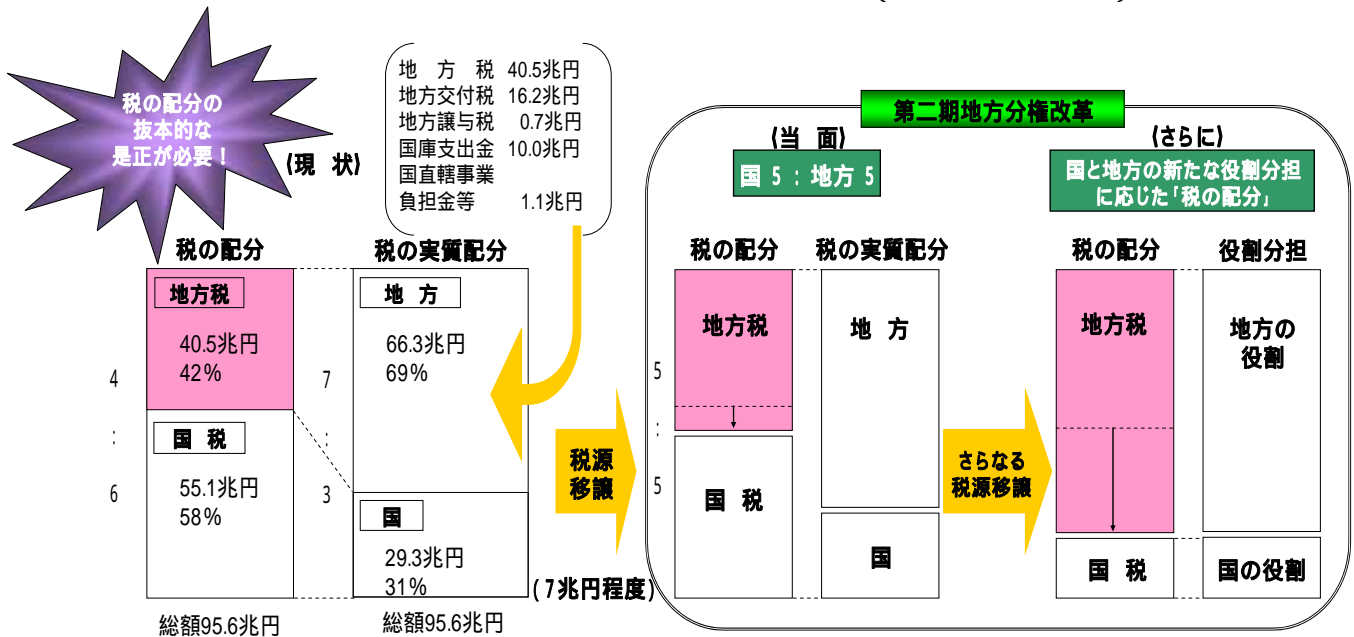 税の配分の
抜本的な
是正が必要!
(現 状)
地 方 税 40.5兆円
地方交付税 16.2兆円
地方譲与税 0.7兆円
国庫支出金 10.0兆円
国直轄事業
負担金等 1.1兆円
税の配分
税の実質配分
地方税
40.5兆円
42%
国 税
55.1兆円
58%
4
:
6
総額95.6兆円
地 方
66.3兆円
69%
国
29.3兆円
31%
7
:
3
総額95.6兆円
税源
移譲
(7兆円程度)
第二期地方分権改革
(当 面)
国 5 : 地方 5
税の配分
税の実質配分
5
:
5
地方税
国 税
地 方
国
さらなる
税源移譲
(さらに)
国と地方の新たな役割分担
に応じた「税の配分」
税の配分
役割分担
地方税
国 税
地方の
役割
国の役割